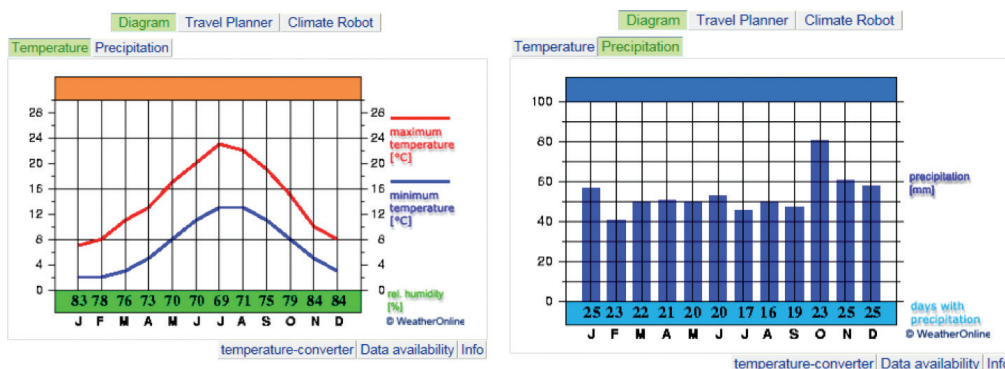 Diagram Travel Planner Climate Robot
Temperature Precipitation
28 28
24 24
20 20
16 16
12 12
8 8
4 4
0 0
maximum
temperature
[°C]
minimum
temperature
[°C]
83 78 76 73 70 70 69 71 75 79 84 84
rel. humidity
[%]
J F M A M J J A S O N D
© WeatherOnline
temperature-converter Data availability Info
Diagram Travel Planner Climate Robot
Temperature Precipitation
100
80
60
40
20
0
precipitation
[mm]
25 23 22 21 20 20 17 16 19 23 25 25
days with
precipitation
J F M A M J J A S O N D
© WeatherOnline
temperature-converter Data availability Info